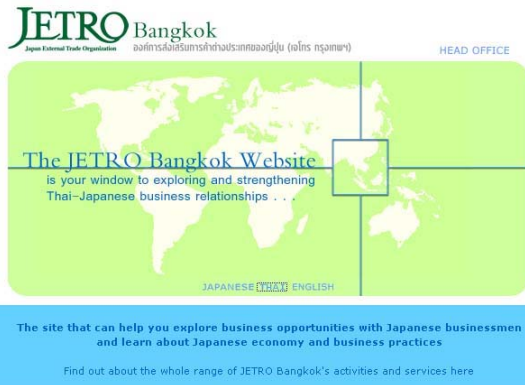 JETRO Bangkok
Japan External Trade Organization
องค์การส่งเสริมการค้าต่างประเทศของญี่ปุ่น (เจโทร กรุงเทพฯ)
HEAD OFFICE
The JETRO Bangkok Website
is your window to exploring and strengthening
Thai-Japanese business relationships . . .
JAPANESE THAI ENGLISH
The site that can help you explore business opportunities with Japanese businessmen
and learn about Japanese economy and business practices
Find out about the whole range of JETRO Bangkok's activities and services here